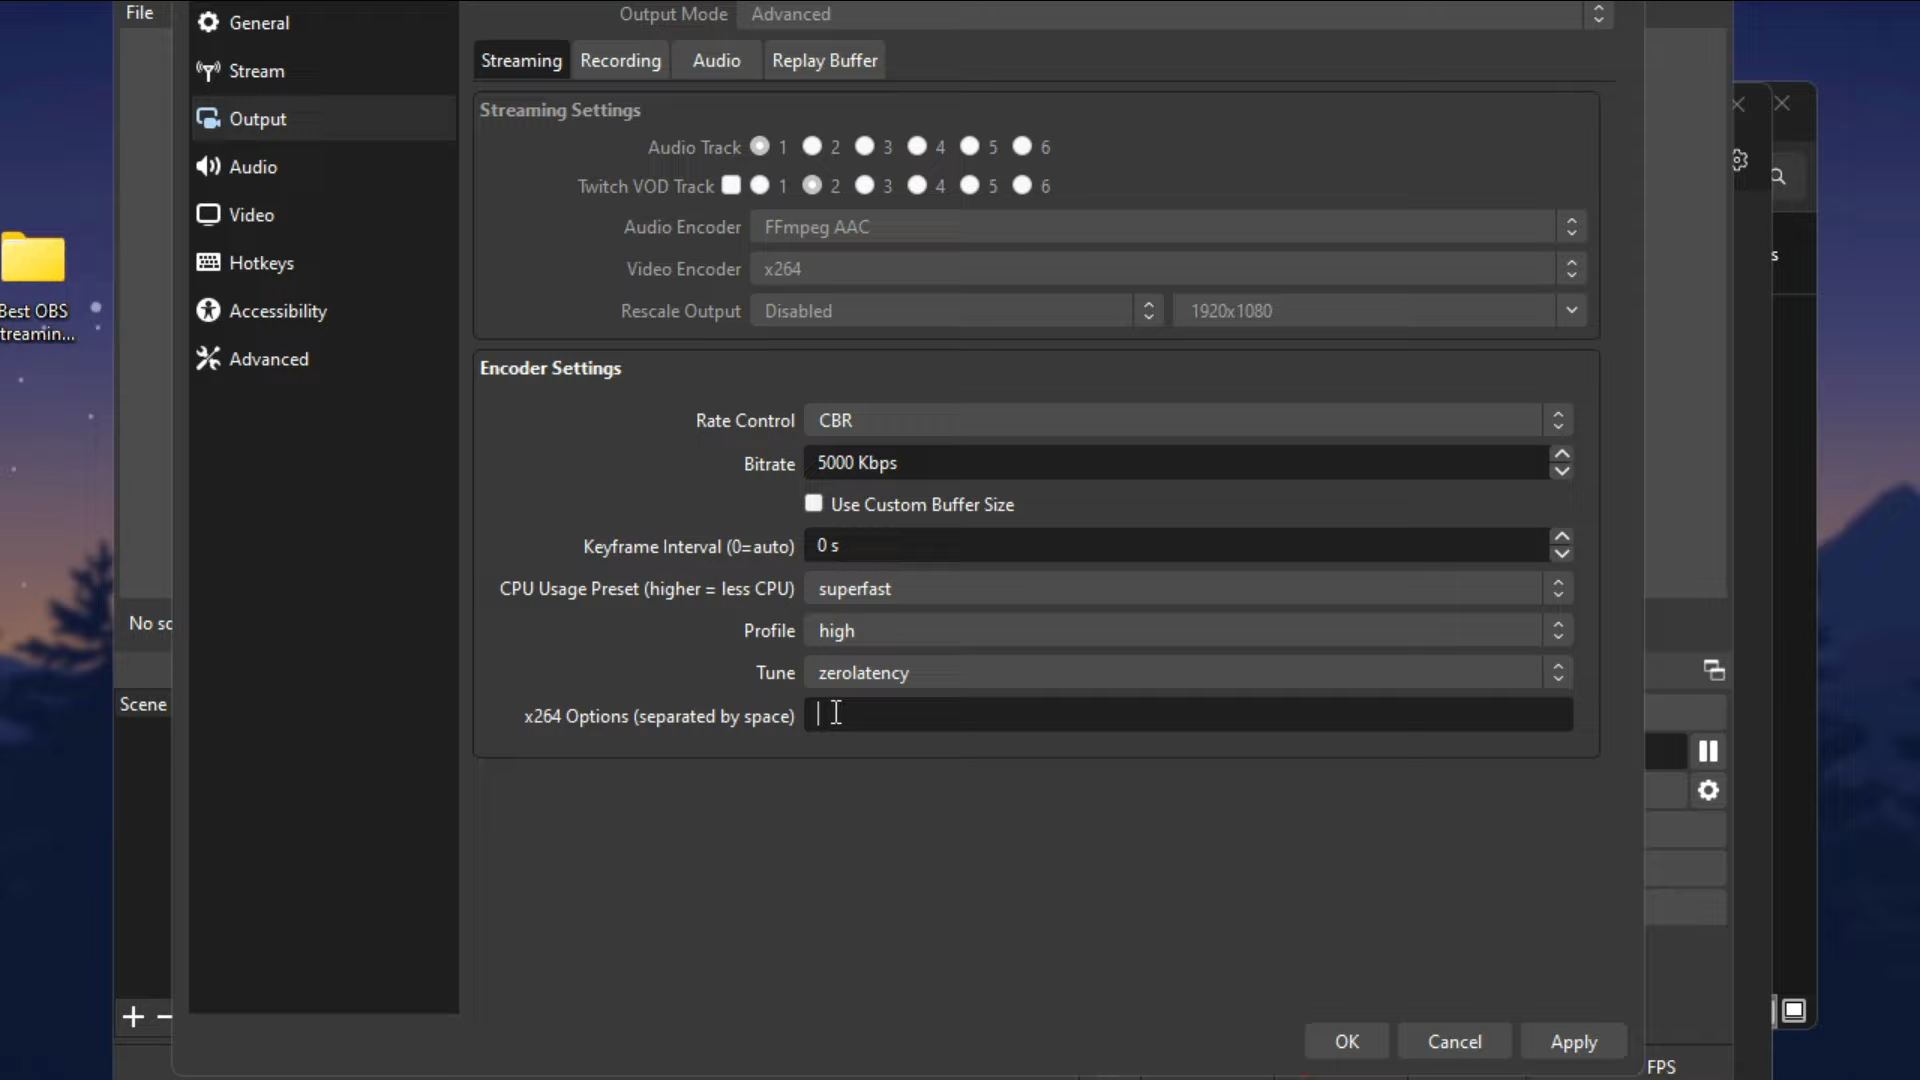 File
General
Stream
Output
Audio
Video
Hotkeys
Accessibility
Advanced
Output Mode Advanced
Streaming Recording Audio Replay Buffer
Streaming Settings
Audio Track 1 2 3 4 5 6
Twitch VOD Track 1 2 3 4 5 6
Audio Encoder FFmpeg AAC
Video Encoder x264
Rescale Output Disabled 1920x1080
Encoder Settings
Rate Control CBR
Bitrate 5000 Kbps
Use Custom Buffer Size
Keyframe Interval (0=auto) 0 s
CPU Usage Preset (higher = less CPU) superfast
Profile high
Tune zerolatency
x264 Options (separated by space)
OK Cancel Apply
Best OBS
treamin...
No sc
Scene
s
FPS